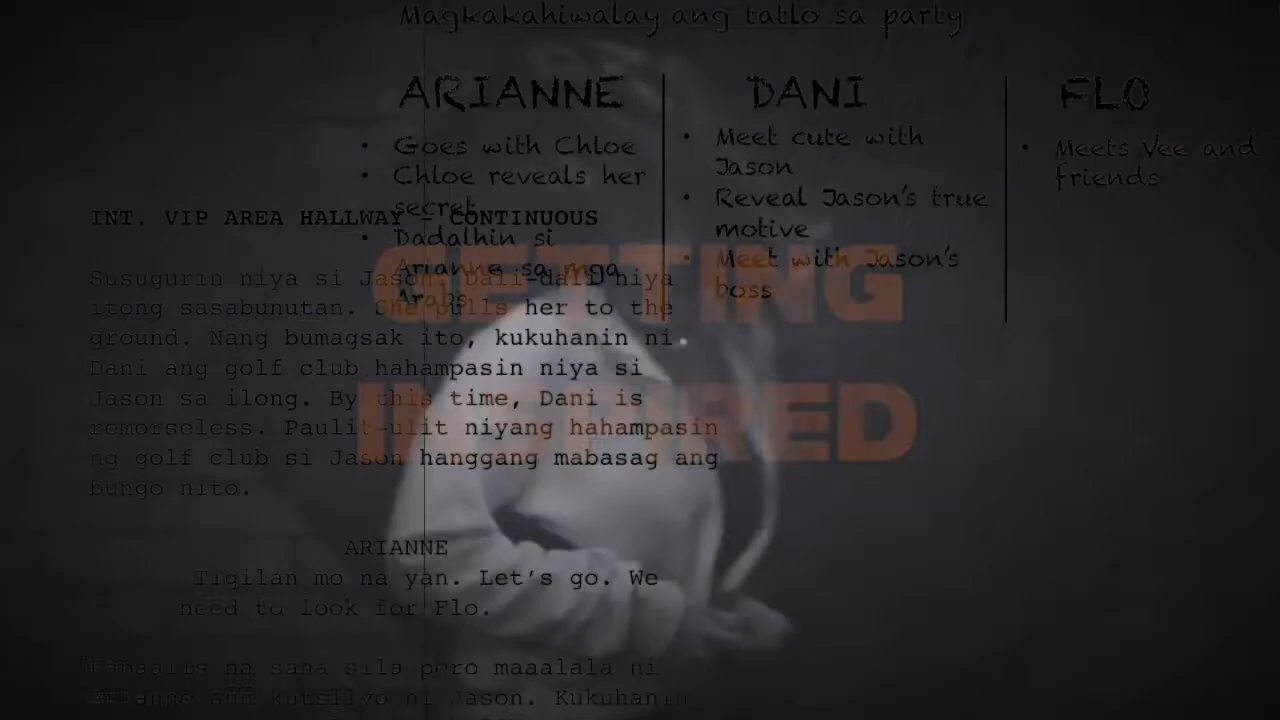 Magkakahiwalay ang tatlo sa party
ARIANNE
• Goes with Chloe
• Chloe reveals her
secret
• Dadalhin si
Arianne sa mga
Arabs
DANI
• Meet cute with
Jason
• Reveal Jason's true
motive
• Meet with Jason's
boss
FLO
• Meets Vee and
friends
GETTING
INSPIRED
INT. VIP AREA HALLWAY - CONTINUOUS
Susugurin niya si Jason, Dali-dali niya
itong sasabunutan. She pulls her to the
ground. Nang bumagsak ito, kukuhanin ni
Dani ang golf club hahampasin niya si
Jason sa ilong. By this time, Dani is
remorseless. Paulit-ulit niyang hahampasin
ng golf club si Jason hanggang mabasag ang
bungo nito.
ARIANNE
Tigilan mo na yan. Let's go. We
need to look for Flo.
na sana sila pero maaalala ni
Arianne ang kutsilyo ni Jason. Kukuhanin